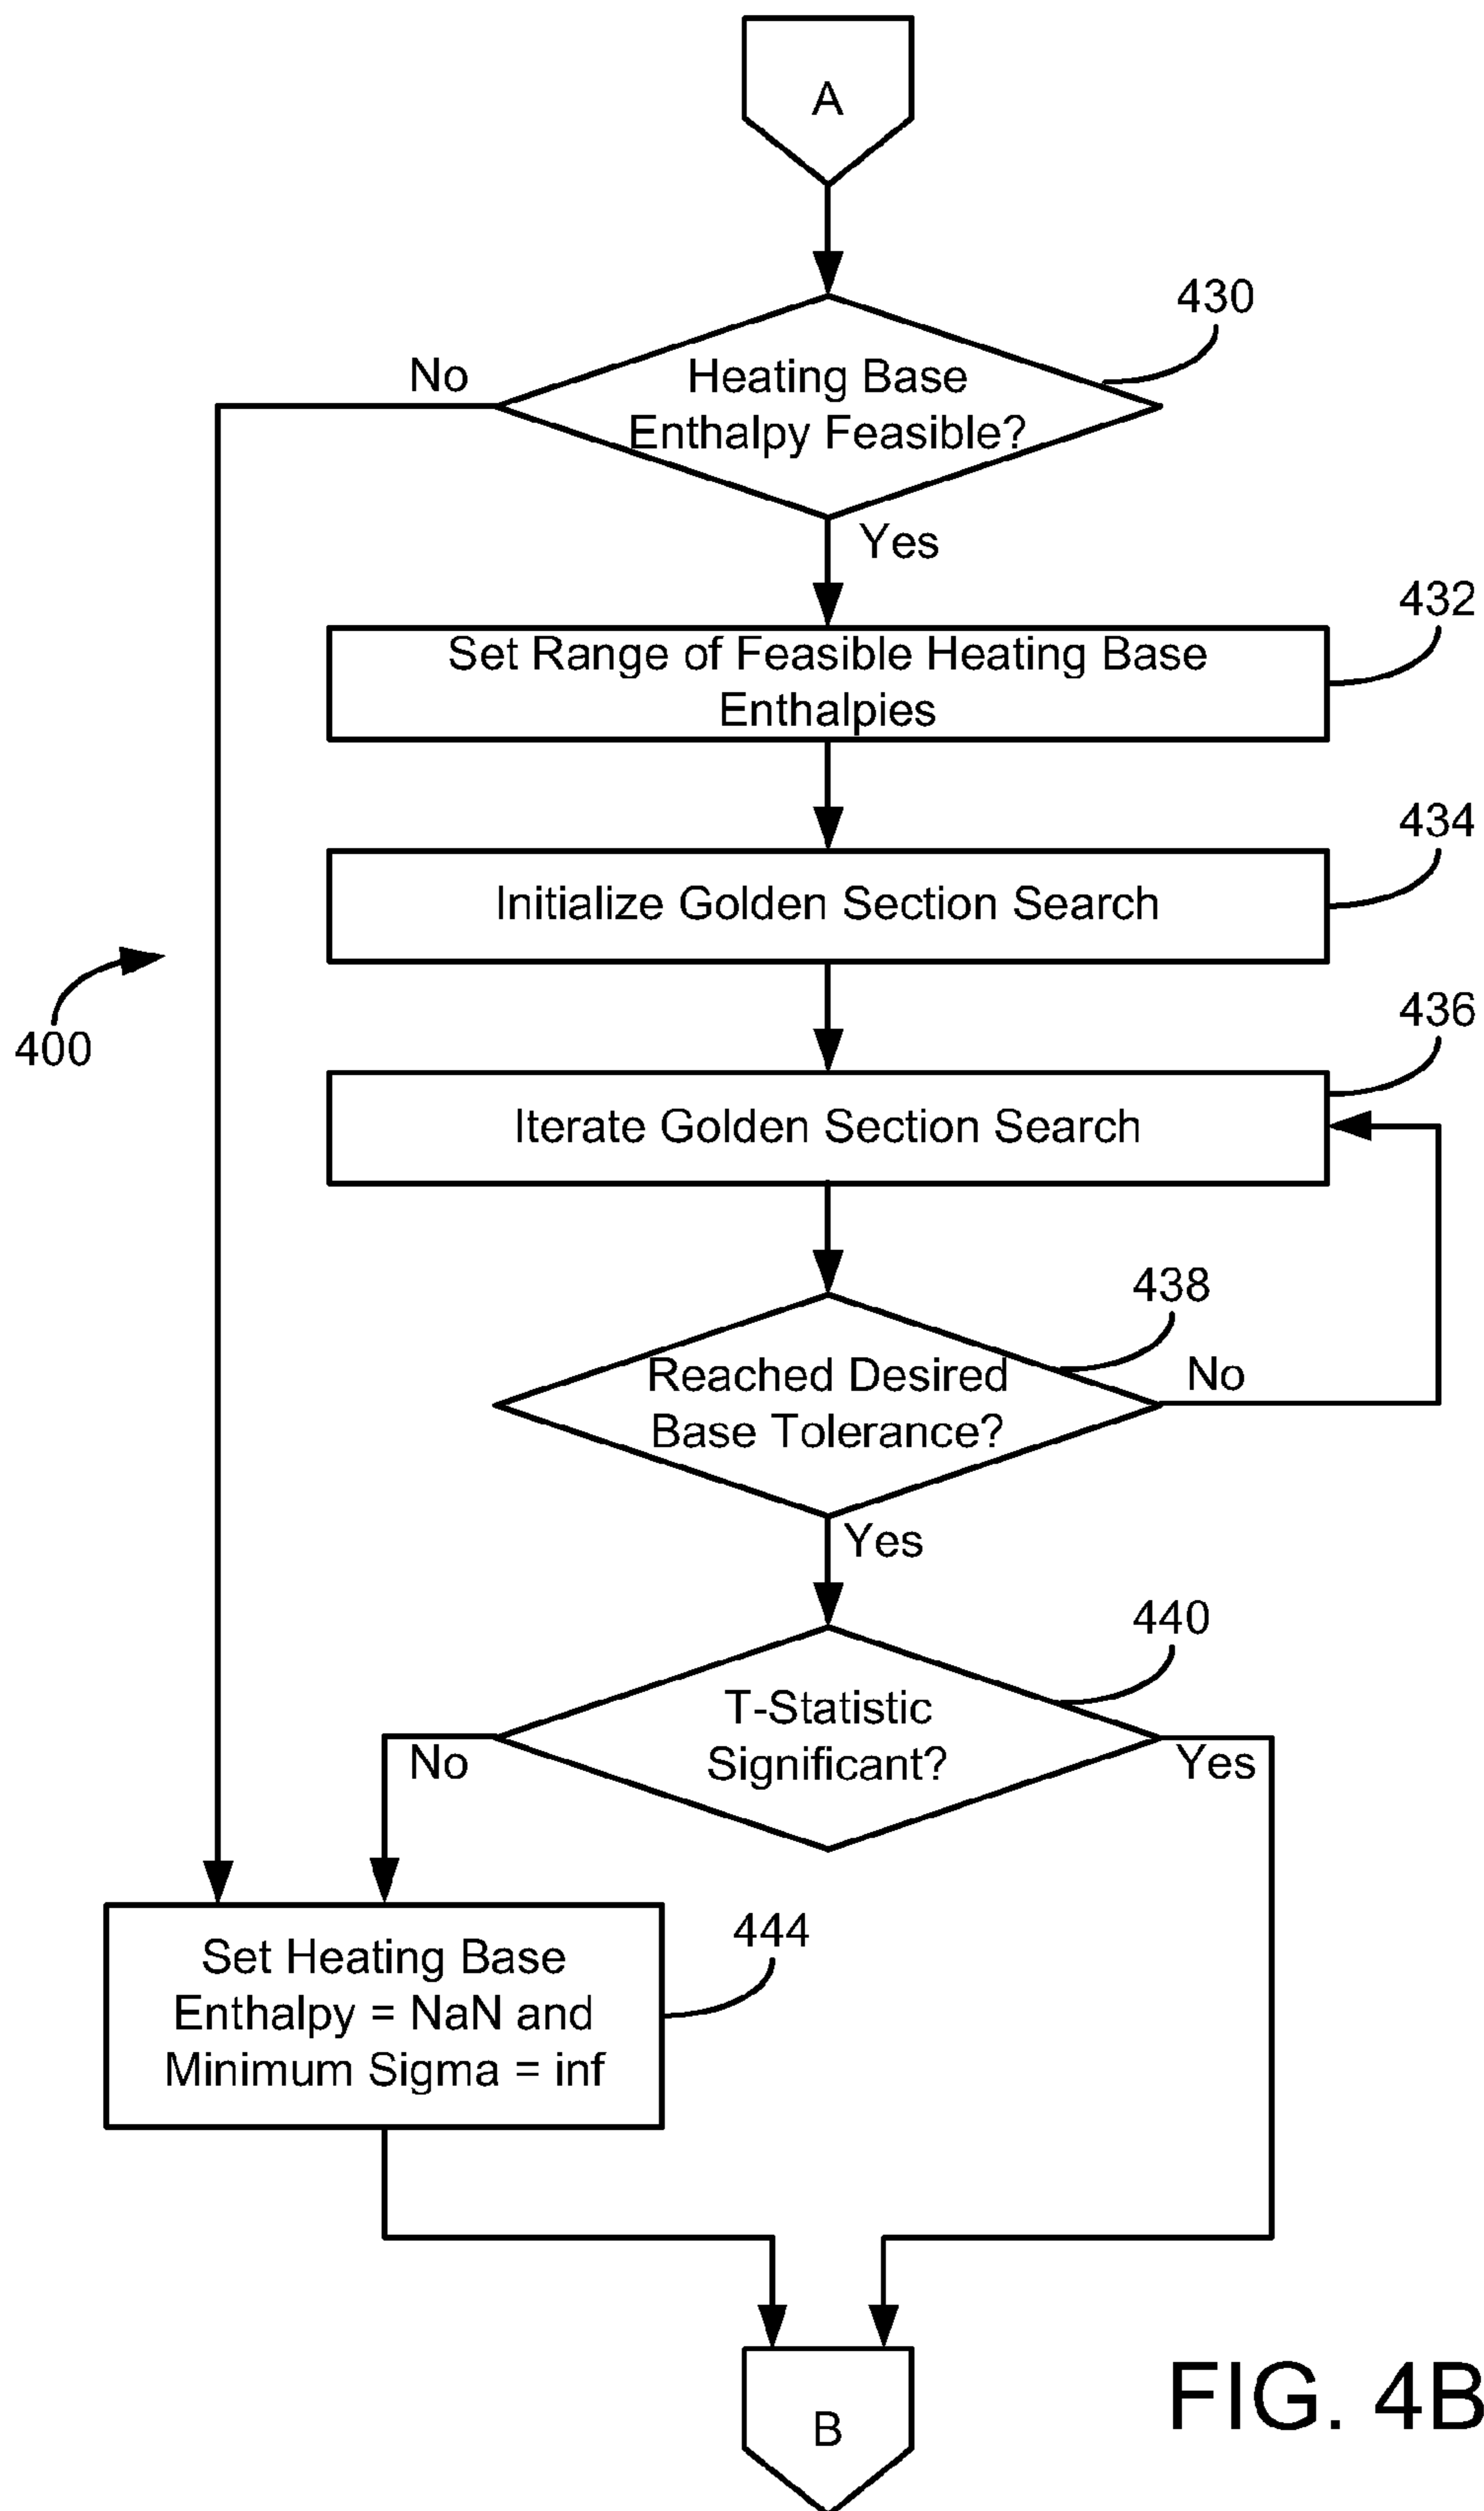 A
430
No
Heating Base
Enthalpy Feasible?
Yes
432
Set Range of Feasible Heating Base
Enthalpies
434
Initialize Golden Section Search
400
436
Iterate Golden Section Search
438
Reached Desired
Base Tolerance?
No
Yes
440
T-Statistic
Significant?
No
Yes
444
Set Heating Base
Enthalpy = NaN and
Minimum Sigma = inf
FIG. 4B
B